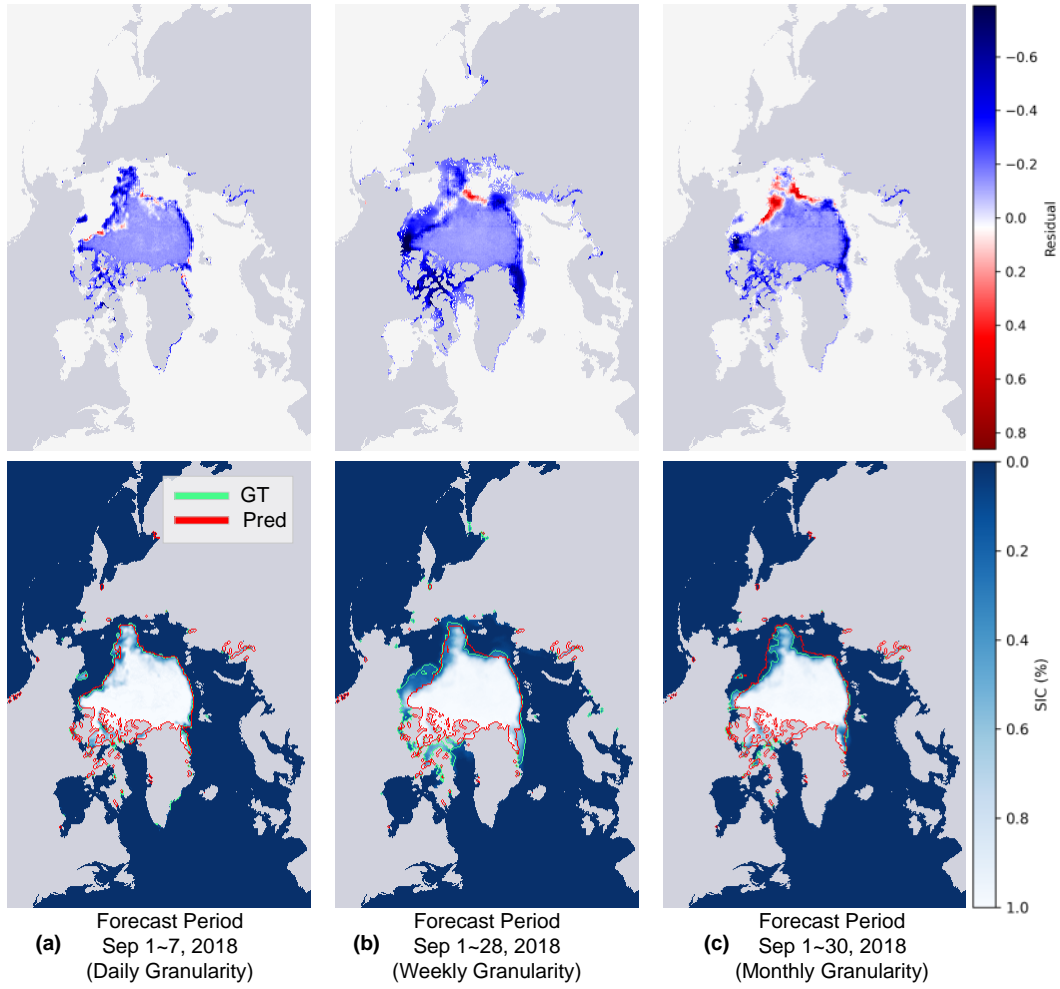 −0.6
−0.4
−0.2
0.0
0.2
0.4
0.6
0.8
Residual
GT
Pred
0.0
0.2
0.4
0.6
0.8
1.0
SIC (%)
(a) Forecast Period
Sep 1~7, 2018
(Daily Granularity)
(b) Forecast Period
Sep 1~28, 2018
(Weekly Granularity)
(c) Forecast Period
Sep 1~30, 2018
(Monthly Granularity)